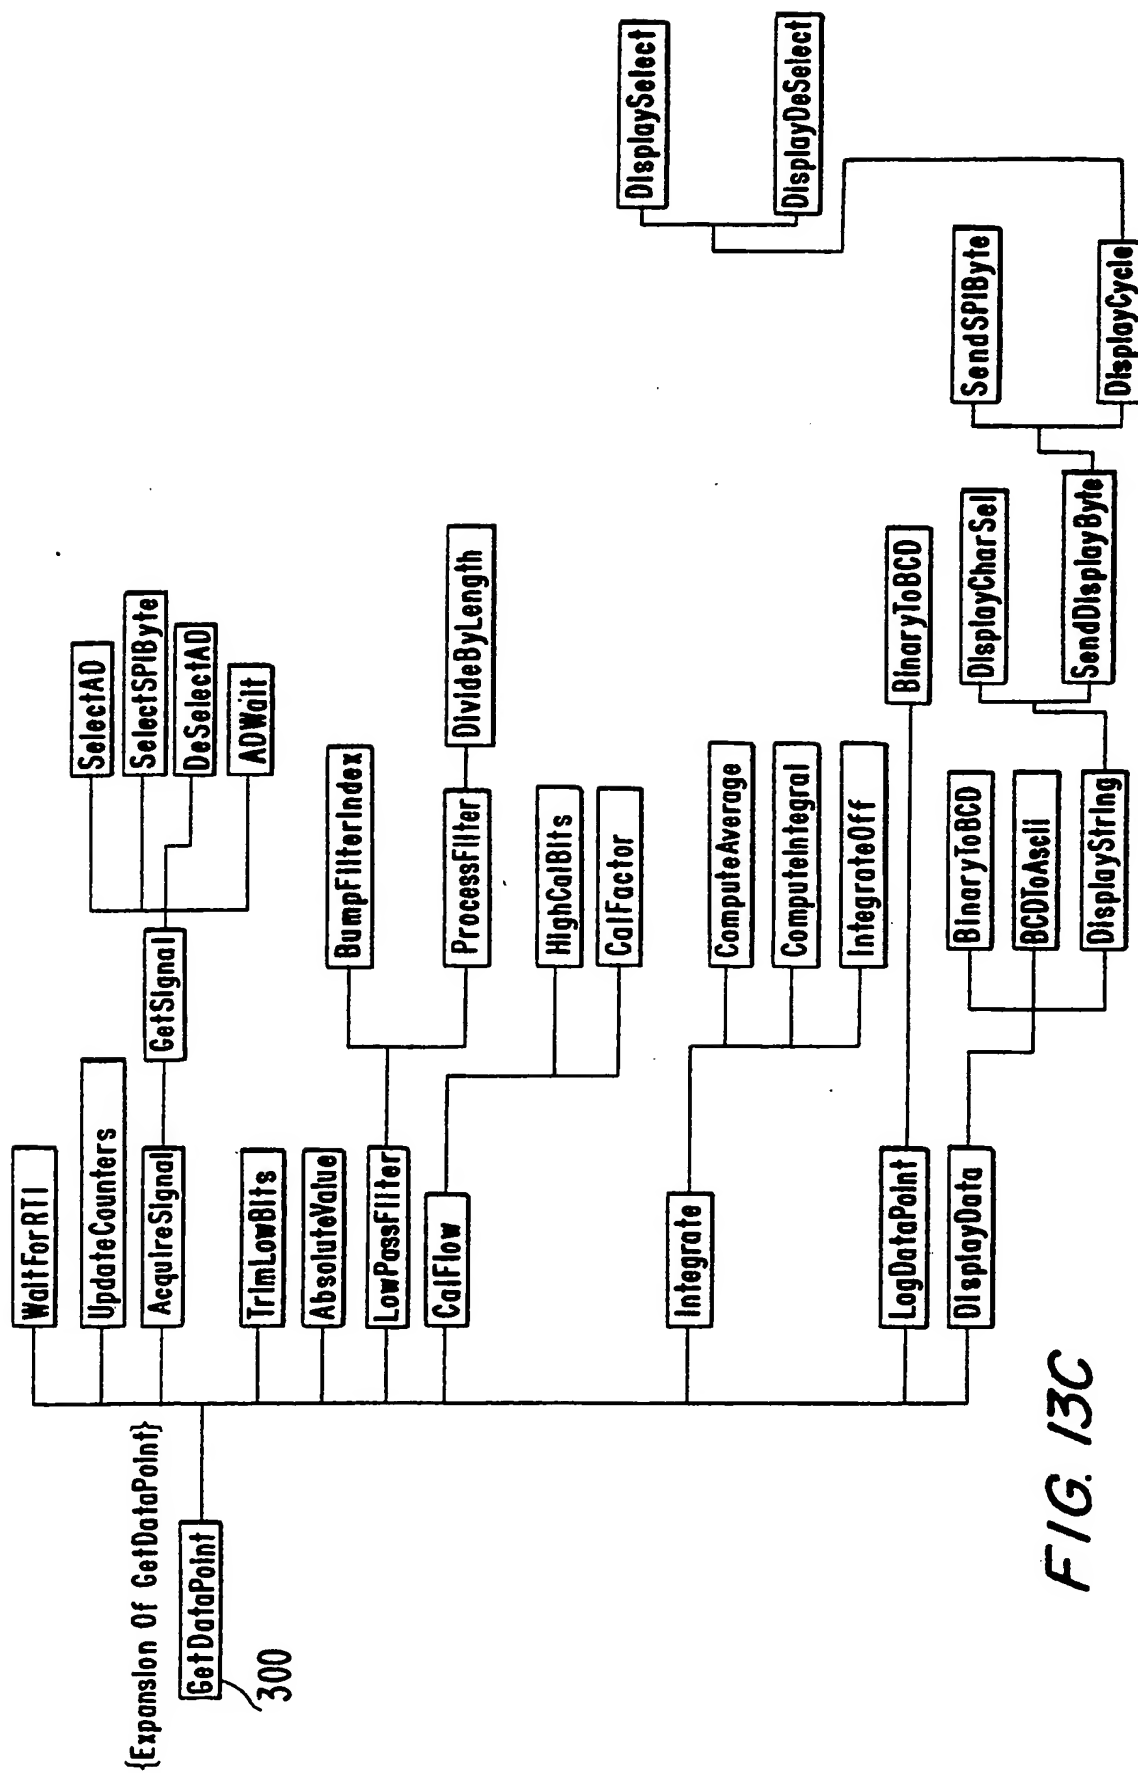 {Expansion Of GetDataPoint}
GetDataPoint
300
WaitForRTI
UpdateCounters
AcquireSignal
GetSignal
SelectAD
SelectSPIByte
DeSelectAD
ADWait
TrimLowBits
AbsoluteValue
LowPassFilter
BumpFilterIndex
ProcessFilter
DivideByLength
CalFlow
HighCalBits
CalFactor
Integrate
ComputeAverage
ComputeIntegral
IntegrateOff
LogDataPoint
BinaryToBCD
DisplayData
BinaryToBCD
BCDToAscii
DisplayString
DisplayCharSel
SendDisplayByte
SendSPIByte
DisplayCycle
DisplaySelect
DisplayDeSelect
FIG. 13C